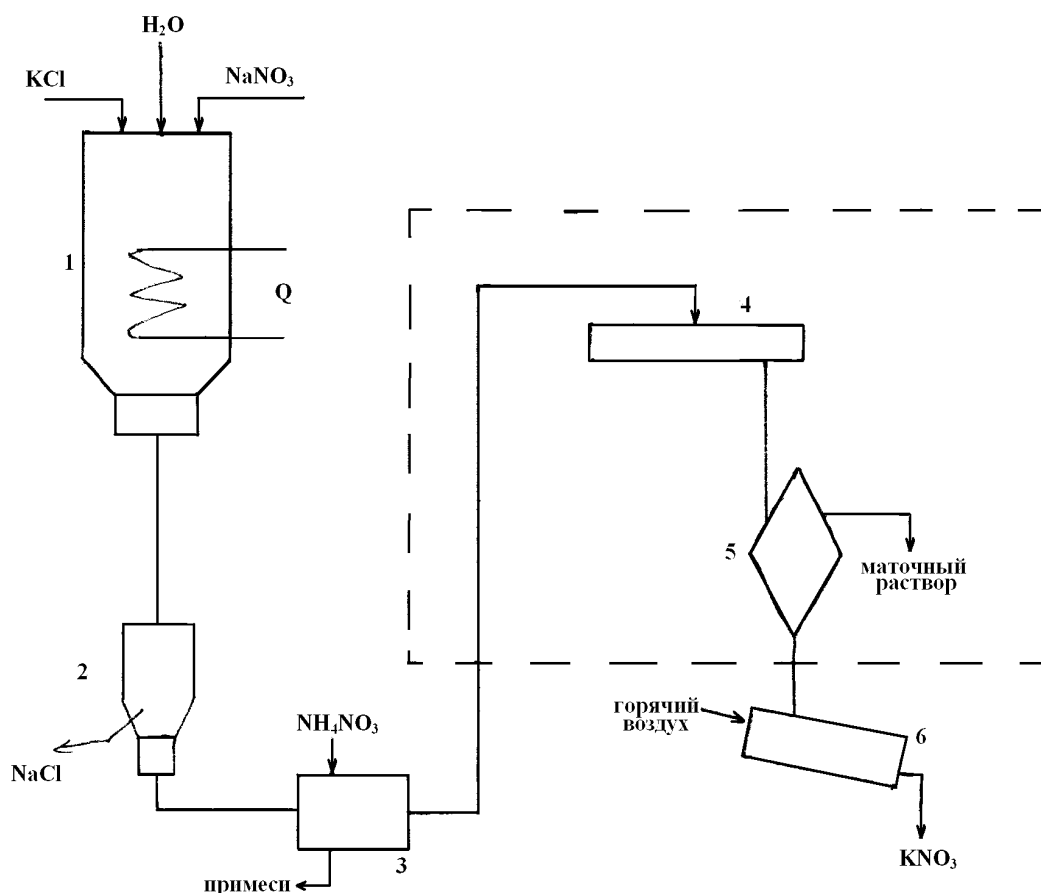 H₂O
KCl
NaNO₃
1
Q
4
5
маточный
раствор
2
NaCl
NH₄NO₃
3
примеси
горячий
воздух
6
KNO₃